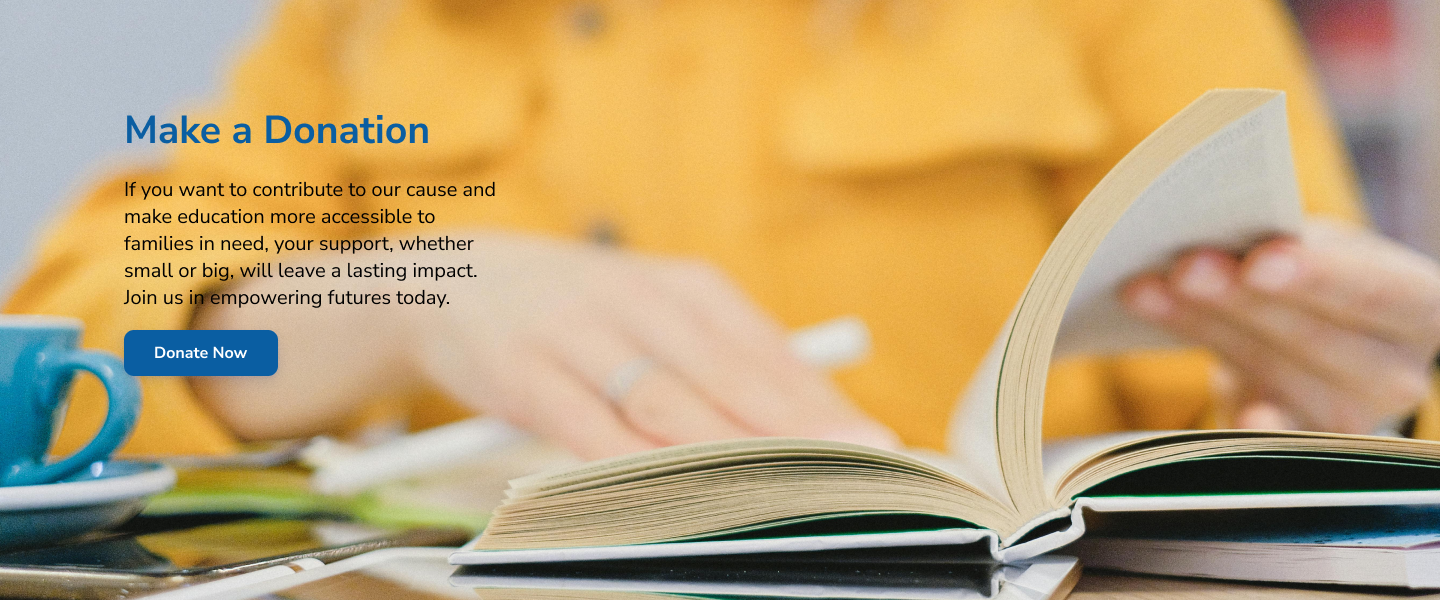 Make a Donation
If you want to contribute to our cause and
make education more accessible to
families in need, your support, whether
small or big, will leave a lasting impact.
Join us in empowering futures today.
Donate Now